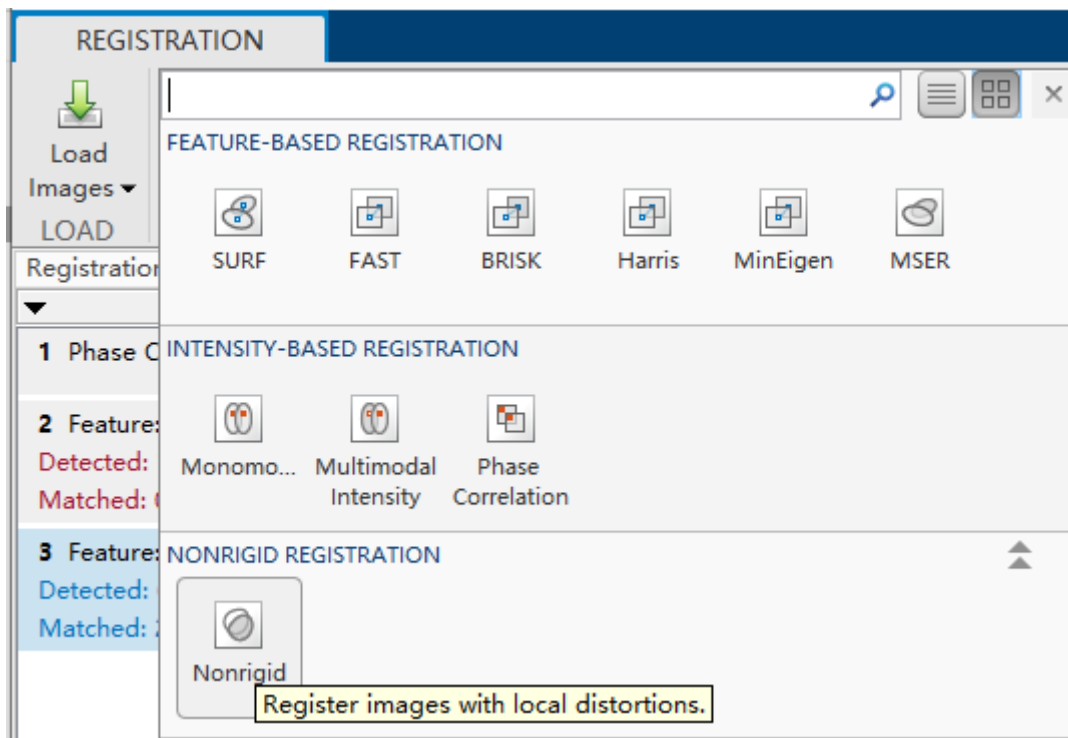 REGISTRATION
Load
Images
LOAD
FEATURE-BASED REGISTRATION
SURF FAST BRISK Harris MinEigen MSER
Registration
1 Phase C
INTENSITY-BASED REGISTRATION
2 Feature:
Detected:
Matched:
Monomo... Multimodal Phase
Intensity Correlation
3 Feature:
Detected:
Matched: 2
NONRIGID REGISTRATION
Nonrigid
Register images with local distortions.